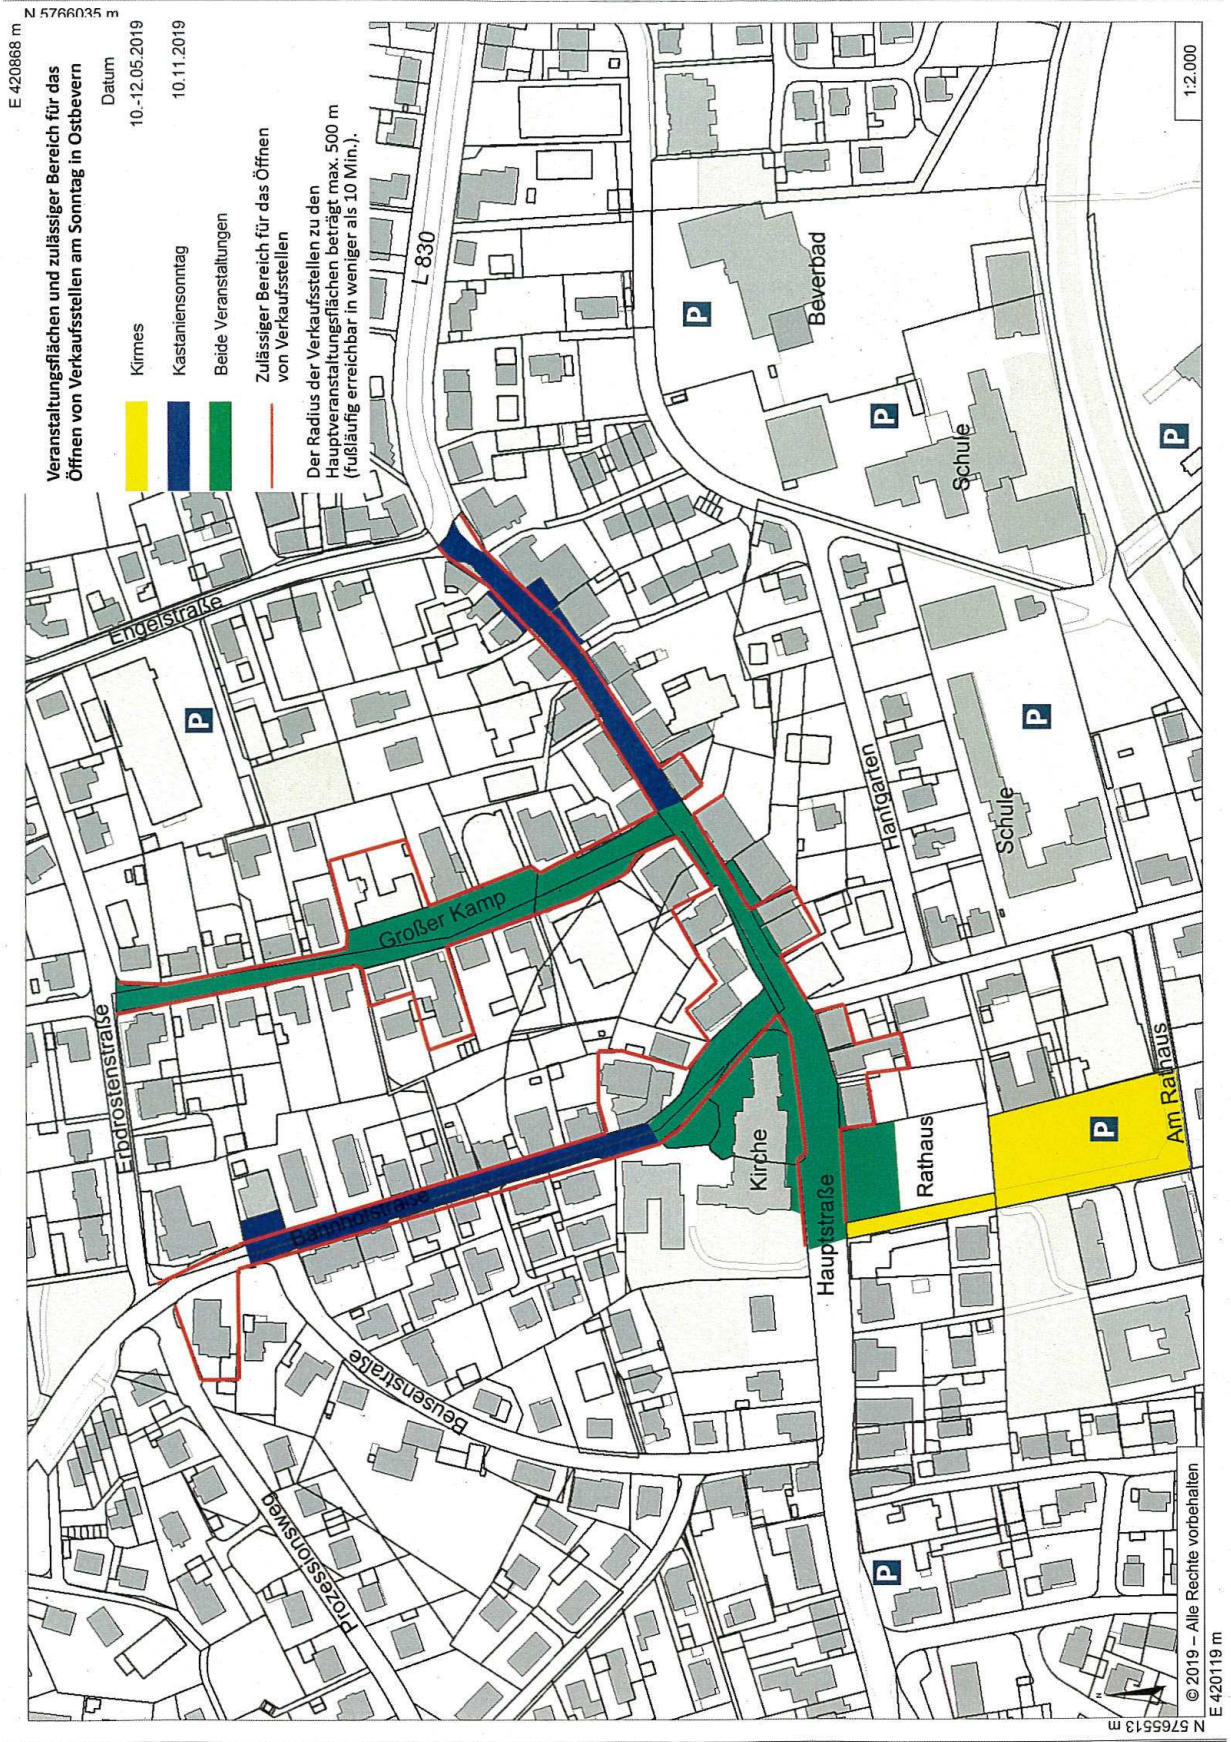 N 5766035 m
E 420868 m
Veranstaltungsflächen und zulässiger Bereich für das
Öffnen von Verkaufsstellen am Sonntag in Ostbevern
Datum
Kirmes 10.-12.05.2019
Kastaniensonntag 10.11.2019
Beide Veranstaltungen
Zulässiger Bereich für das Öffnen
von Verkaufsstellen
Der Radius der Verkaufsstellen zu den
Hauptveranstaltungsflächen beträgt max. 500 m
(fußläufig erreichbar in weniger als 10 Min.).
1:2.000
L 830
Engelstraße
P
Großer Kamp
Erbdrostenstraße
Bahnhofstraße
Beusenstraße
Prozessionsweg
Kirche
Hauptstraße
Rathaus
Am Rathaus
P
Hanfgarten
Schule
P
Schule
P
Beverbad
P
P
P
N
© 2019 – Alle Rechte vorbehalten
E 420119 m
N 5765513 m